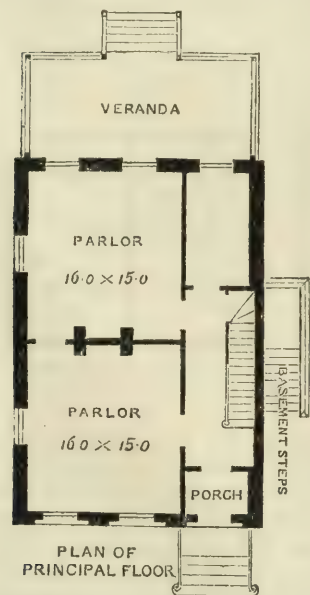 VERANDA
PARLOR
16.0 × 15.0
PARLOR
16.0 × 15.0
BASEMENT STEPS
PORCH
PLAN OF
PRINCIPAL FLOOR